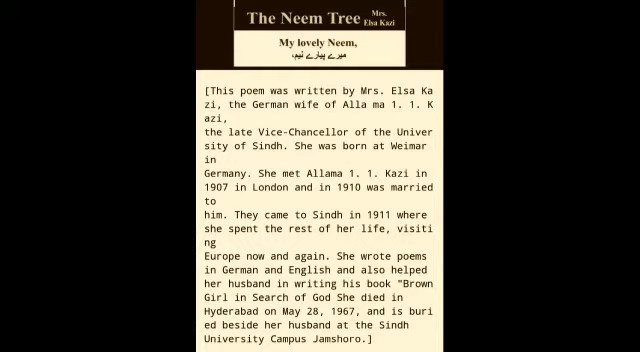 The Neem Tree Mrs. Elsa Kazi
My lovely Neem,
میرے پیارے نیم،
[This poem was written by Mrs. Elsa Ka
zi, the German wife of Alla ma 1. 1. K
azi,
the late Vice-Chancellor of the Univer
sity of Sindh. She was born at Weimar
in
Germany. She met Allama 1. 1. Kazi in
1907 in London and in 1910 was married
to
him. They came to Sindh in 1911 where
she spent the rest of her life, visiti
ng
Europe now and again. She wrote poems
in German and English and also helped
her husband in writing his book "Brown
Girl in Search of God She died in
Hyderabad on May 28, 1967, and is buri
ed beside her husband at the Sindh
University Campus Jamshoro.]